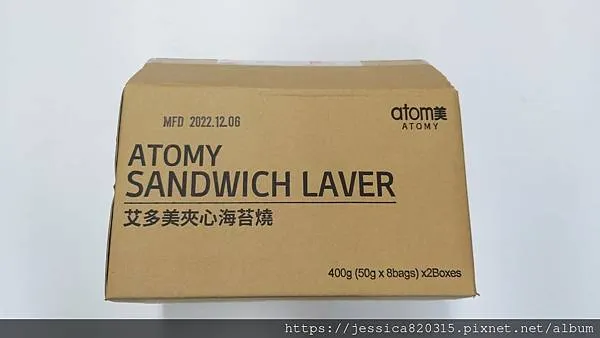 MFD 2022.12.06
atom美
ATOMY
ATOMY
SANDWICH LAVER
艾多美夾心海苔燒
400g (50g x 8bags) x2Boxes
https://jessica820315.pixnet.net/album